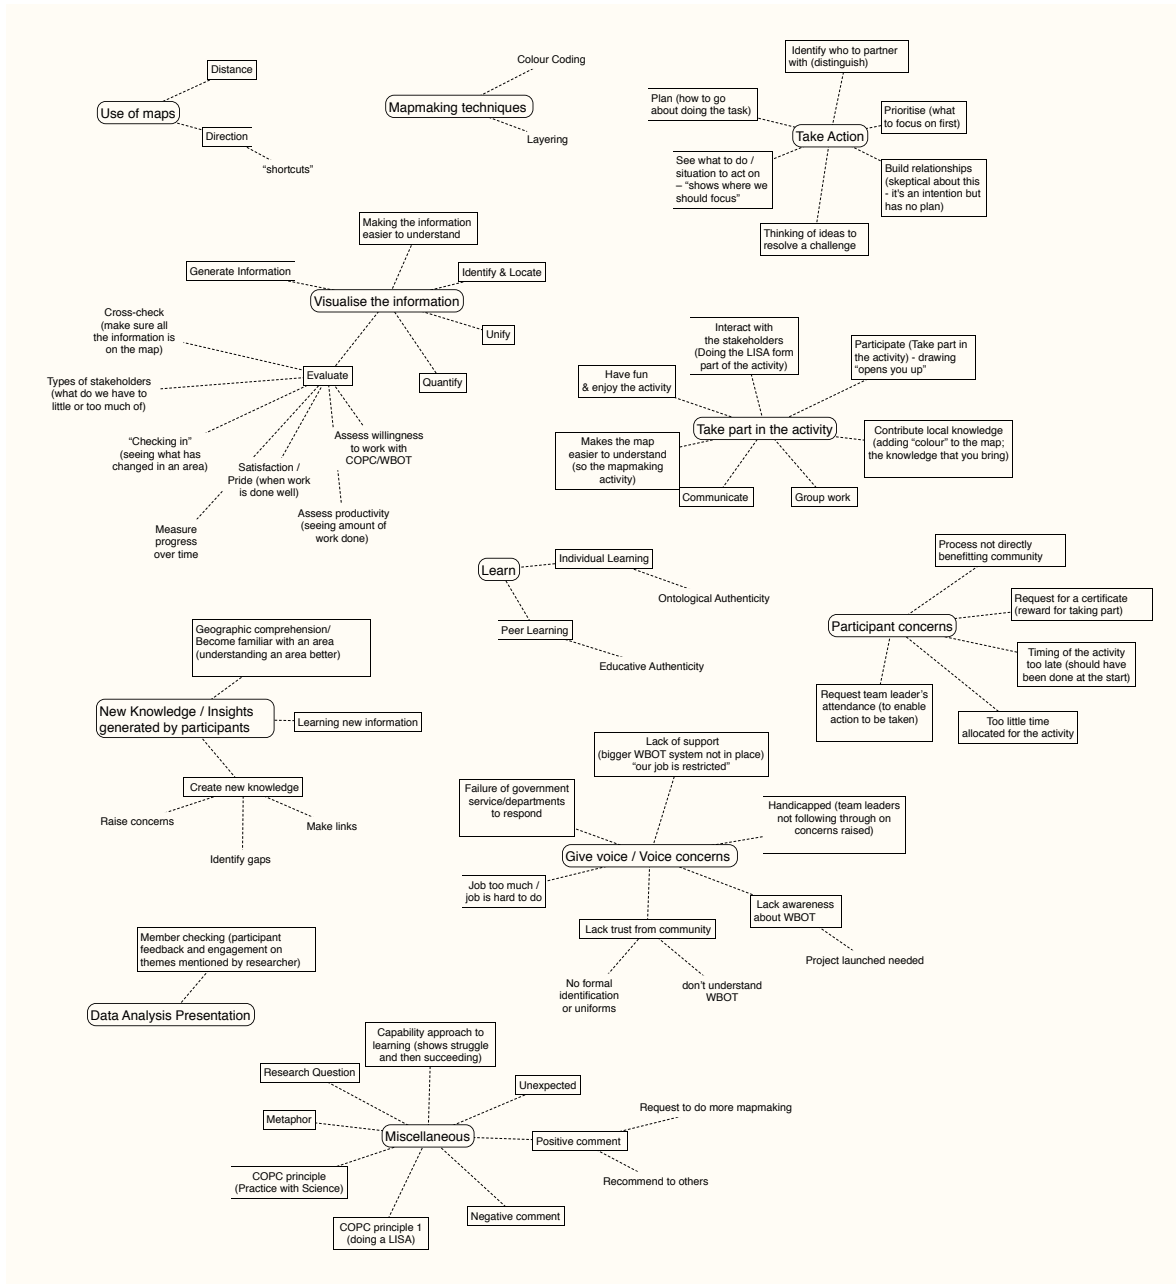 Use of maps
Distance
Direction
“shortcuts”
Mapmaking techniques
Colour Coding
Layering
Take Action
Identify who to partner
with (distinguish)
Plan (how to go
about doing the task)
Prioritise (what
to focus on first)
See what to do /
situation to act on
– “shows where we
should focus”
Build relationships
(skeptical about this
- it's an intention but
has no plan)
Thinking of ideas to
resolve a challenge
Visualise the information
Making the information
easier to understand
Generate Information
Identify & Locate
Unify
Quantify
Evaluate
Cross-check
(make sure all
the information is
on the map)
Types of stakeholders
(what do we have to
little or too much of)
“Checking in”
(seeing what has
changed in an area)
Measure
progress
over time
Satisfaction /
Pride (when work
is done well)
Assess willingness
to work with
COPC/WBOT
Assess productivity
(seeing amount of
work done)
Take part in the activity
Interact with
the stakeholders
(Doing the LISA form
part of the activity)
Participate (Take part in
the activity) - drawing
“opens you up”
Have fun
& enjoy the activity
Makes the map
easier to understand
(so the mapmaking
activity)
Contribute local knowledge
(adding “colour” to the map;
the knowledge that you bring)
Communicate
Group work
Learn
Individual Learning
Ontological Authenticity
Peer Learning
Educative Authenticity
Participant concerns
Process not directly
benefitting community
Request for a certificate
(reward for taking part)
Timing of the activity
too late (should have
been done at the start)
Request team leader’s
attendance (to enable
action to be taken)
Too little time
allocated for the activity
New Knowledge / Insights
generated by participants
Geographic comprehension/
Become familiar with an area
(understanding an area better)
Learning new information
Create new knowledge
Raise concerns
Identify gaps
Make links
Give voice / Voice concerns
Lack of support
(bigger WBOT system not in place)
“our job is restricted”
Failure of government
service/departments
to respond
Handicapped (team leaders
not following through on
concerns raised)
Job too much /
job is hard to do
Lack trust from community
No formal
identification
or uniforms
don’t understand
WBOT
Lack awareness
about WBOT
Project launched needed
Data Analysis Presentation
Member checking (participant
feedback and engagement on
themes mentioned by researcher)
Miscellaneous
Capability approach to
learning (shows struggle
and then succeeding)
Research Question
Unexpected
Metaphor
Positive comment
Request to do more mapmaking
Recommend to others
COPC principle
(Practice with Science)
COPC principle 1
(doing a LISA)
Negative comment